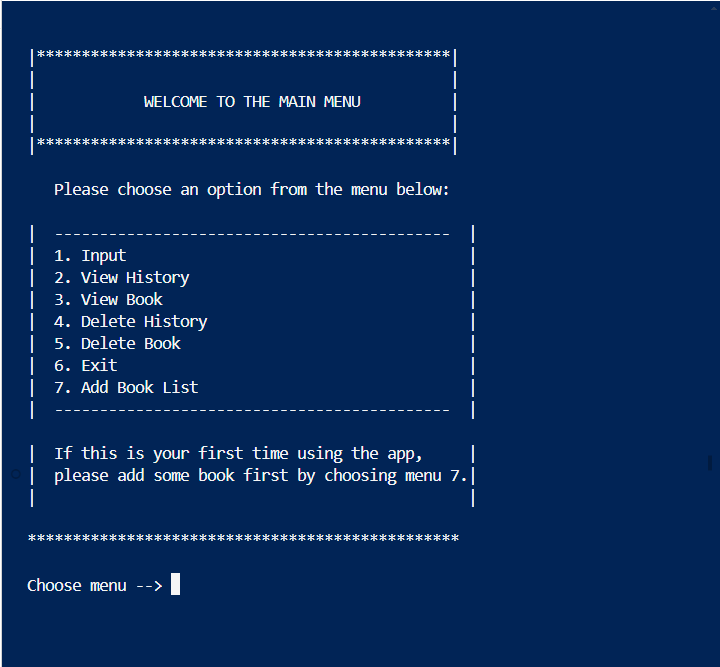 |**********************************************|
|                                              |
|            WELCOME TO THE MAIN MENU          |
|                                              |
|**********************************************|
Please choose an option from the menu below:
|  --------------------------------------------  |
|  1. Input                                      |
|  2. View History                               |
|  3. View Book                                  |
|  4. Delete History                             |
|  5. Delete Book                                |
|  6. Exit                                       |
|  7. Add Book List                              |
|  --------------------------------------------  |
|  If this is your first time using the app,     |
|  please add some book first by choosing menu 7.|
|                                                |
************************************************
Choose menu -->